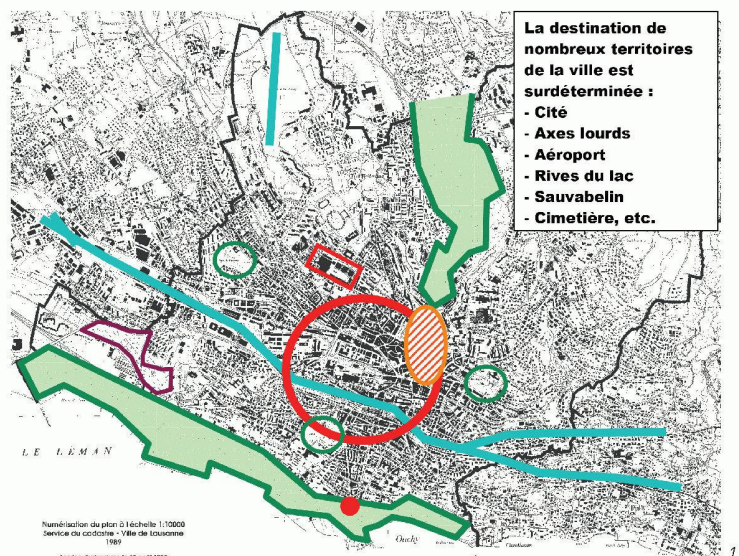 La destination de
nombreux territoires
de la ville est
surdéterminée :
- Cité
- Axes lourds
- Aéroport
- Rives du lac
- Sauvabelin
- Cimetière, etc.
LE LÉMAN
Ouchy
Numérisation du plan à l'échelle 1:10000
Service du cadastre - Ville de Lausanne
1989